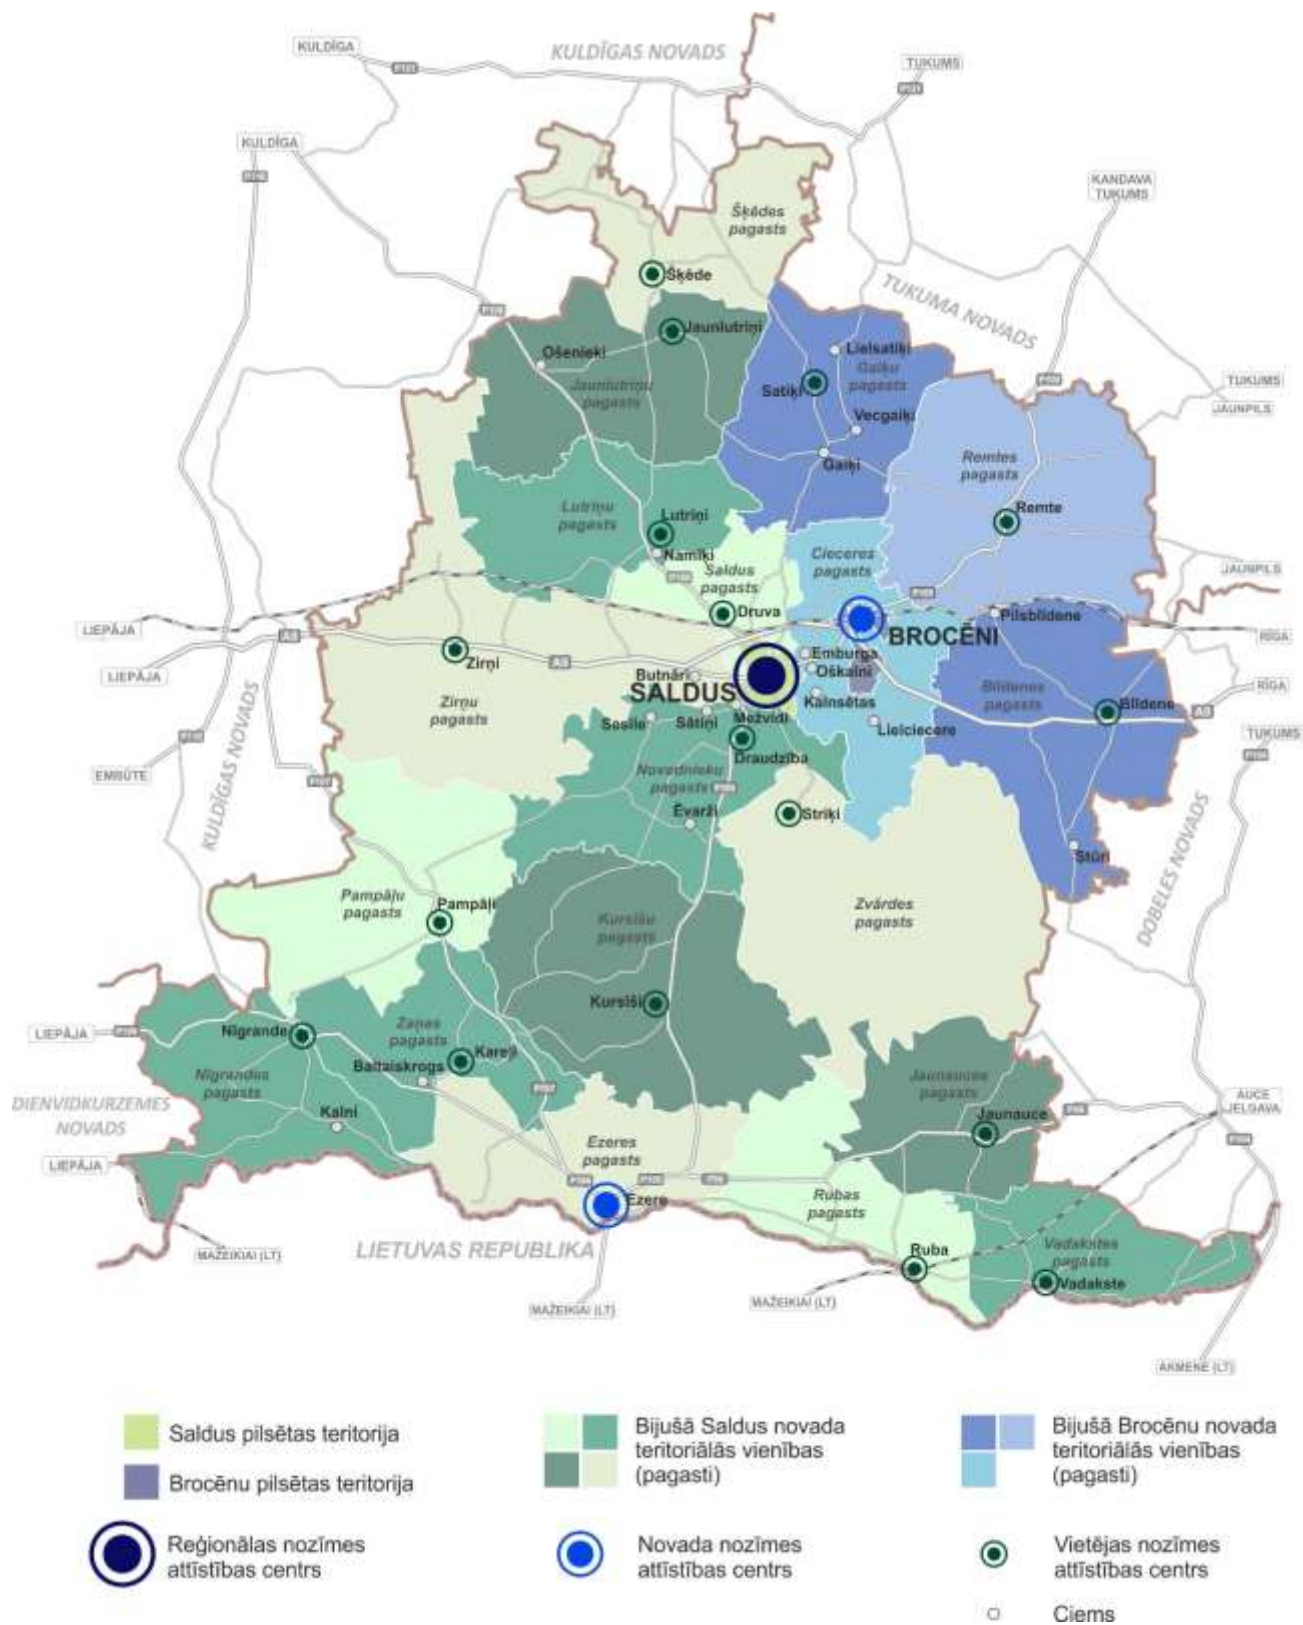 KULDĪGA
KULDĪGAS NOVADS
TUKUMS
P121
P121
KULDĪGA
KANDAVA
TUKUMS
Šķēdes
pagasts
Šķēde
TUKUMA NOVADS
Jaunlutriņi
Ošenieki
Lielsatiķi
Gaiķu
pagasts
Jaunlutriņu
pagasts
Satiķi
TUKUMS
JAUNPILS
Vecgaiķi
Gaiķi
Remtes
pagasts
Lutriņu
pagasts
Lutriņi
Remte
Namiķi
Cieceres
pagasts
Saldus
pagasts
JAUNPILS
Druva
Pilsblīdene
BROCĒNI
LIEPĀJA
A9
RĪGA
Zirņi
A9
Emburga
Oškalni
LIEPĀJA
Butnāri
SALDUS
Kalnsētas
Blīdenes
pagasts
RĪGA
Zirņu
pagasts
Sesile
Sātiņi
Mežvidi
Blīdene
A9
Lielciecere
TUKUMS
Draudzība
EMBŪTE
KULDĪGAS NOVADS
Novadnieku
pagasts
Ēvarži
Striķi
Stūri
DOBELES NOVADS
Pampāļu
pagasts
Pampāļi
Zvārdes
pagasts
Kursīšu
pagasts
Kursīši
LIEPĀJA
Nīgrande
Zaņas
pagasts
Kareļi
Baltaiskrogs
Nīgrandes
pagasts
Jaunauces
pagasts
AUCE
JELGAVA
DIENVIDKURZEMES
NOVADS
Kalni
Jaunauce
Ezeres
pagasts
LIEPĀJA
Ezere
Rubas
pagasts
MAŽEIKIAI (LT)
LIETUVAS REPUBLIKA
Ruba
Vadakstes
pagasts
Vadakste
MAŽEIKIAI (LT)
MAŽEIKIAI (LT)
AKMENE (LT)
Saldus pilsētas teritorija
Brocēnu pilsētas teritorija
Bijušā Saldus novada
teritoriālās vienības
(pagasti)
Bijušā Brocēnu novada
teritoriālās vienības
(pagasti)
Reģionālas nozīmes
attīstības centrs
Novada nozīmes
attīstības centrs
Vietējas nozīmes
attīstības centrs
Ciems